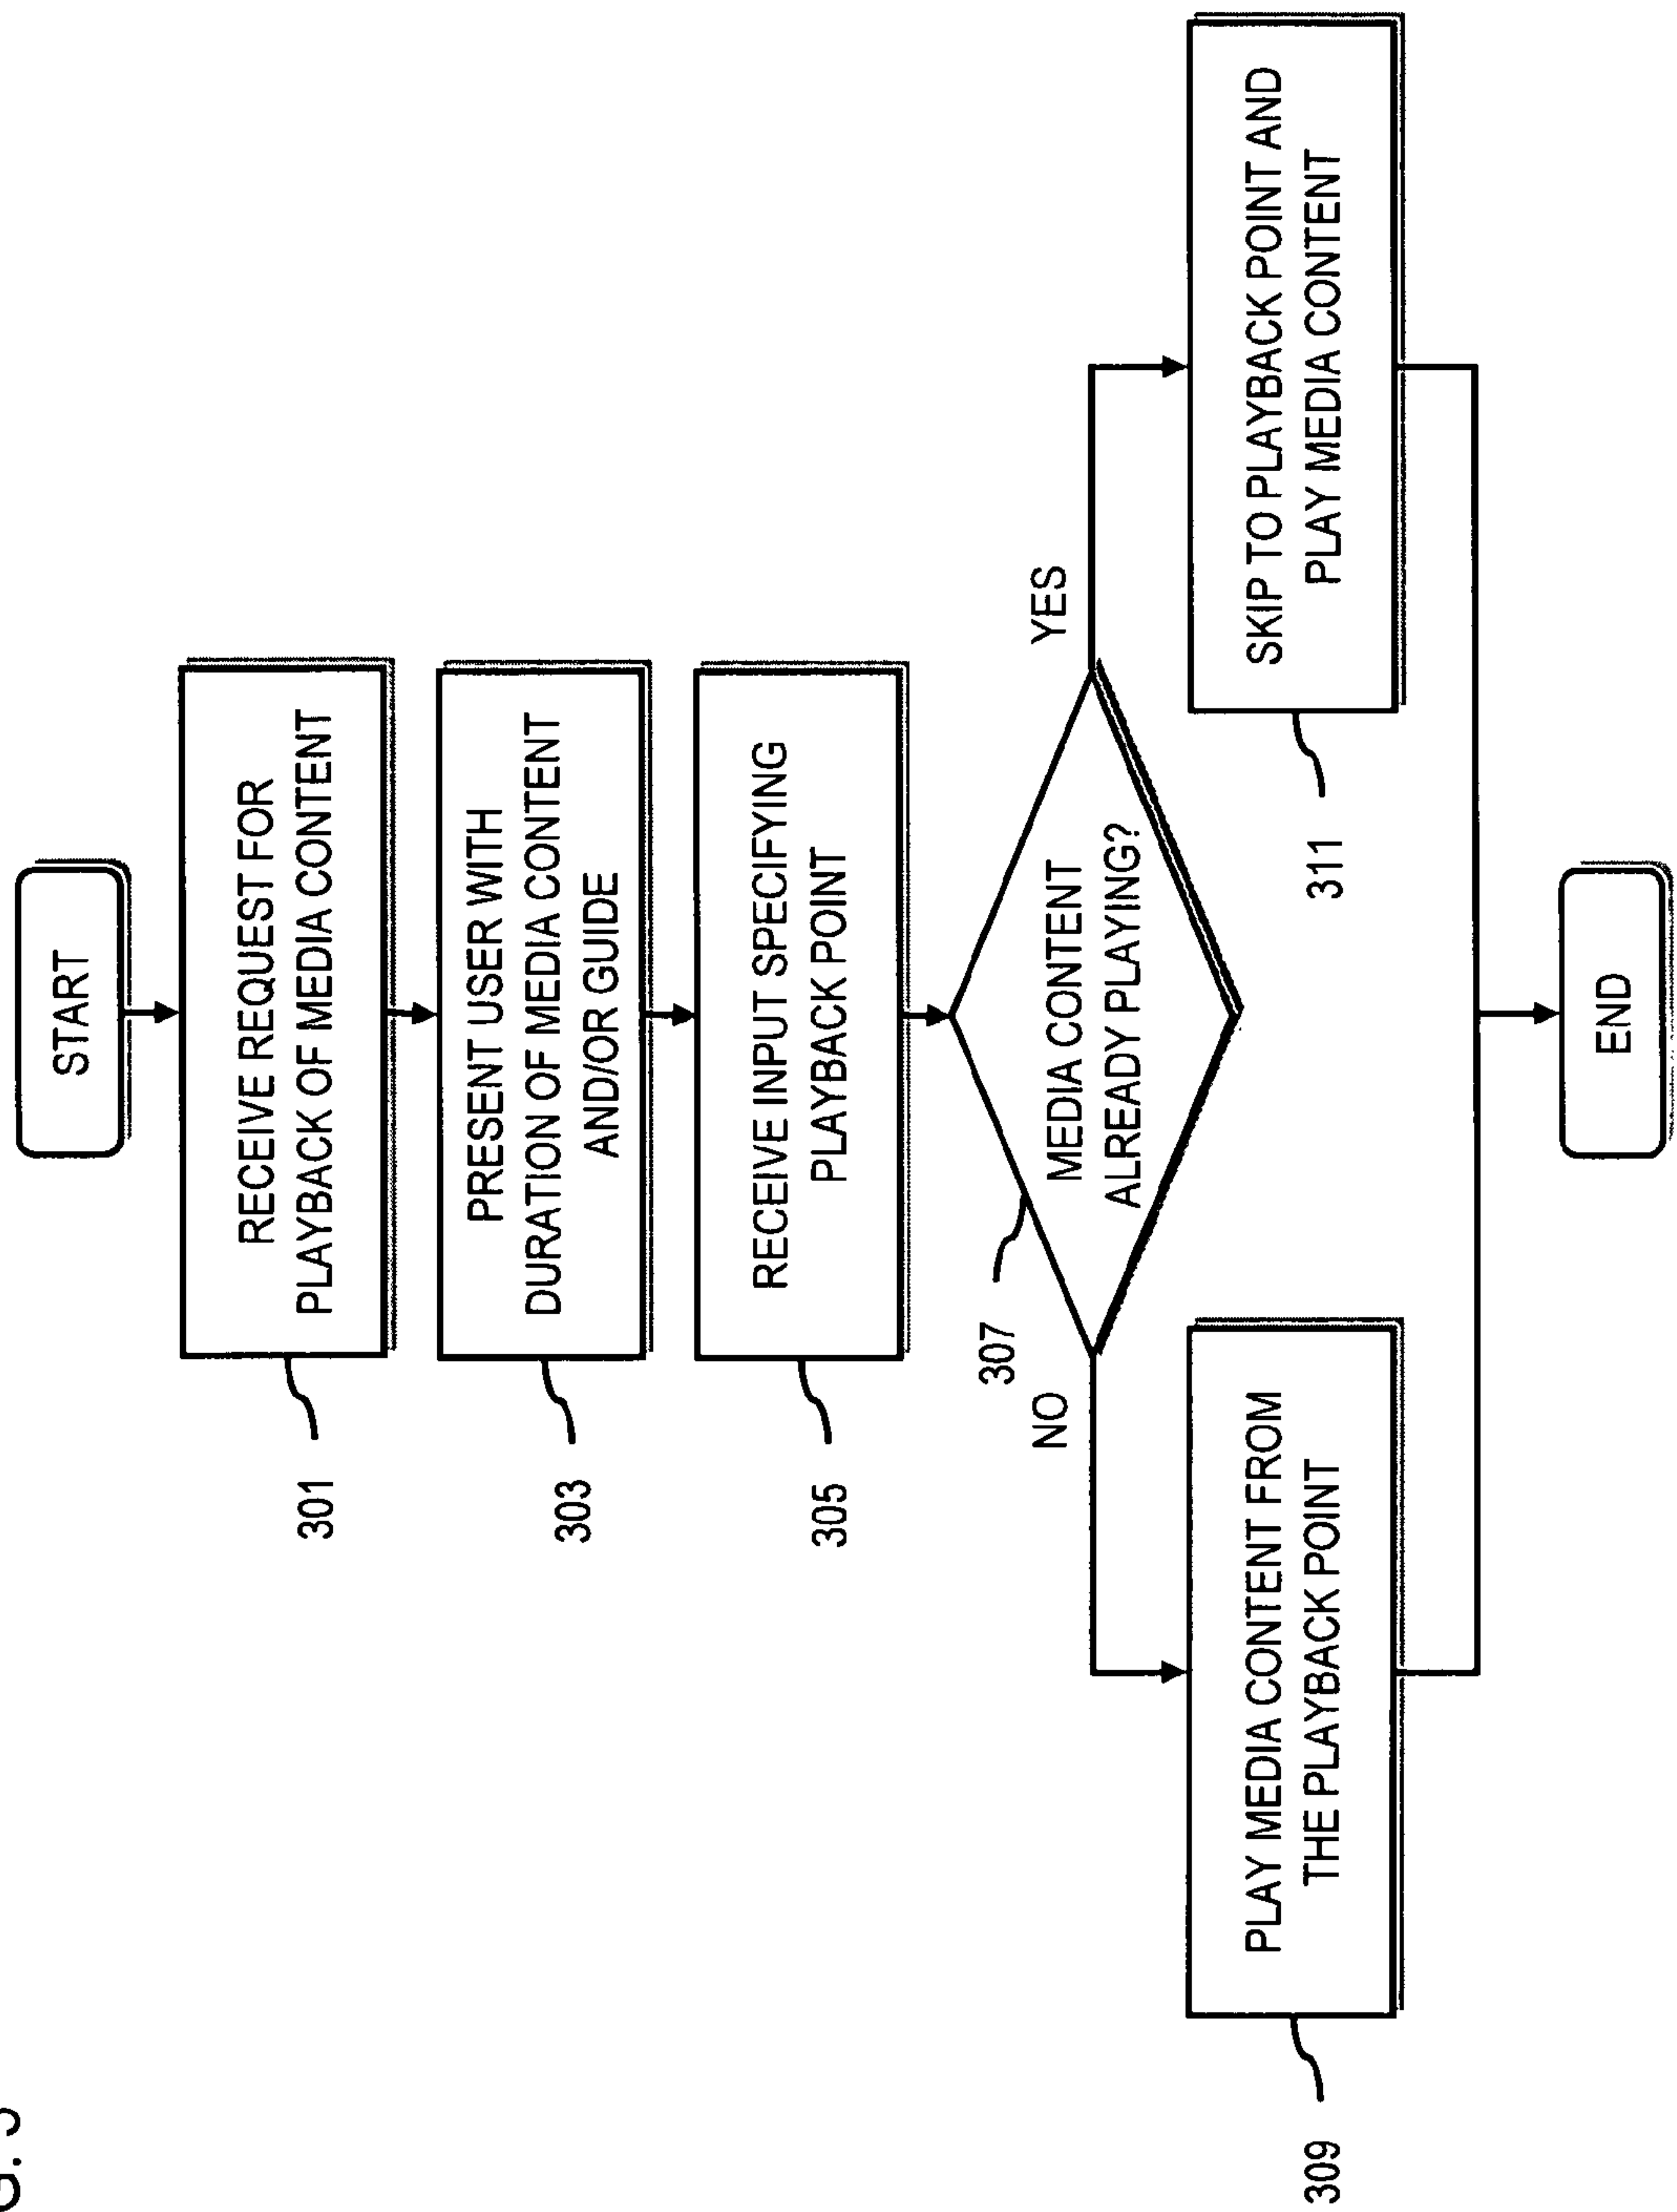 START
RECEIVE REQUEST FOR
PLAYBACK OF MEDIA CONTENT
301
PRESENT USER WITH
DURATION OF MEDIA CONTENT
AND/OR GUIDE
303
RECEIVE INPUT SPECIFYING
PLAYBACK POINT
305
307
MEDIA CONTENT
ALREADY PLAYING?
NO
YES
PLAY MEDIA CONTENT FROM
THE PLAYBACK POINT
309
SKIP TO PLAYBACK POINT AND
PLAY MEDIA CONTENT
311
END